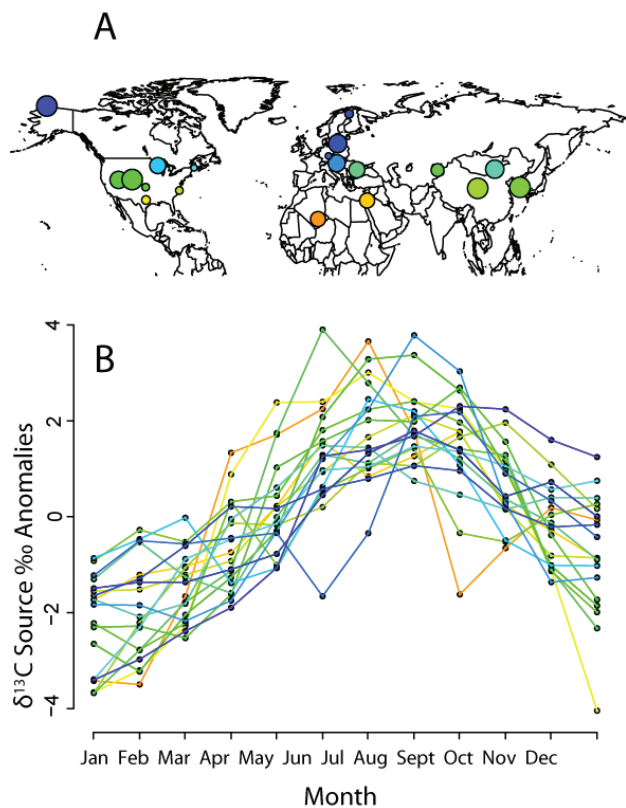 A
B
4
2
0
−2
−4
δ¹³C Source ‰ Anomalies
Jan Feb Mar Apr May Jun Jul Aug Sept Oct Nov Dec
Month